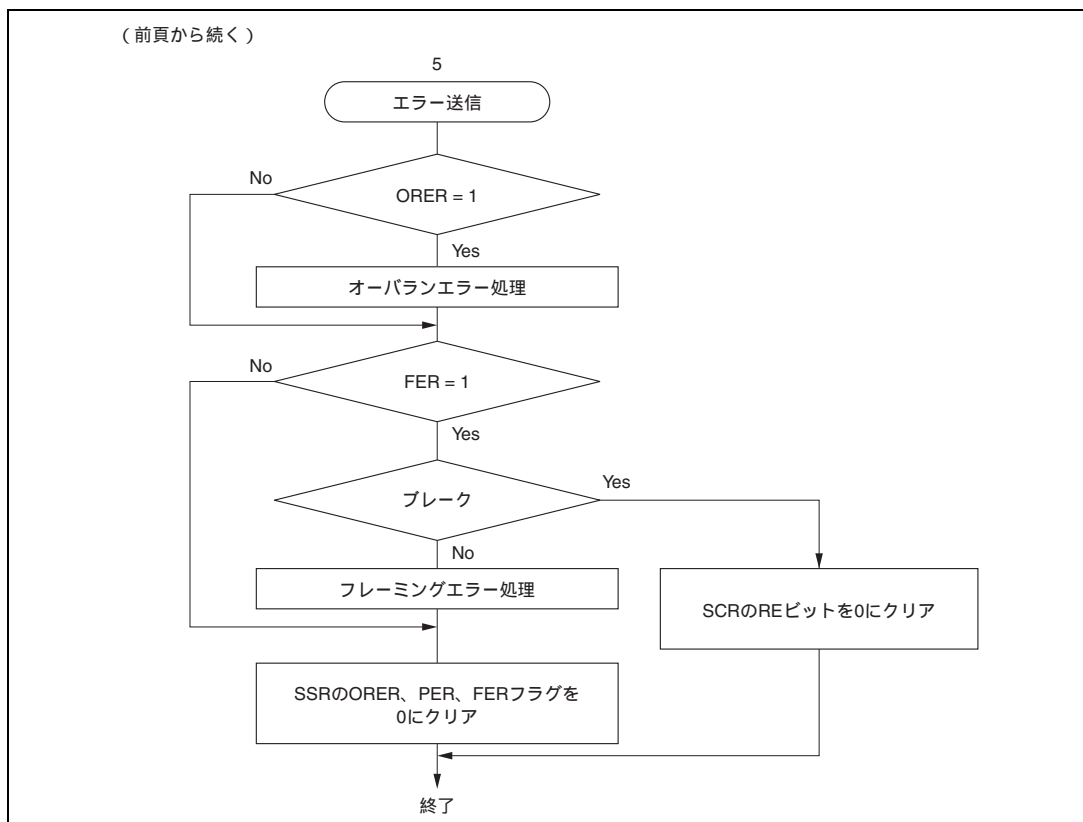 （前頁から続く）
5
エラー送信
No
ORER = 1
Yes
オーバランエラー処理
No
FER = 1
Yes
ブレーク
Yes
No
フレーミングエラー処理
SCRのREビットを0にクリア
SSRのORER、PER、FERフラグを
0にクリア
終了